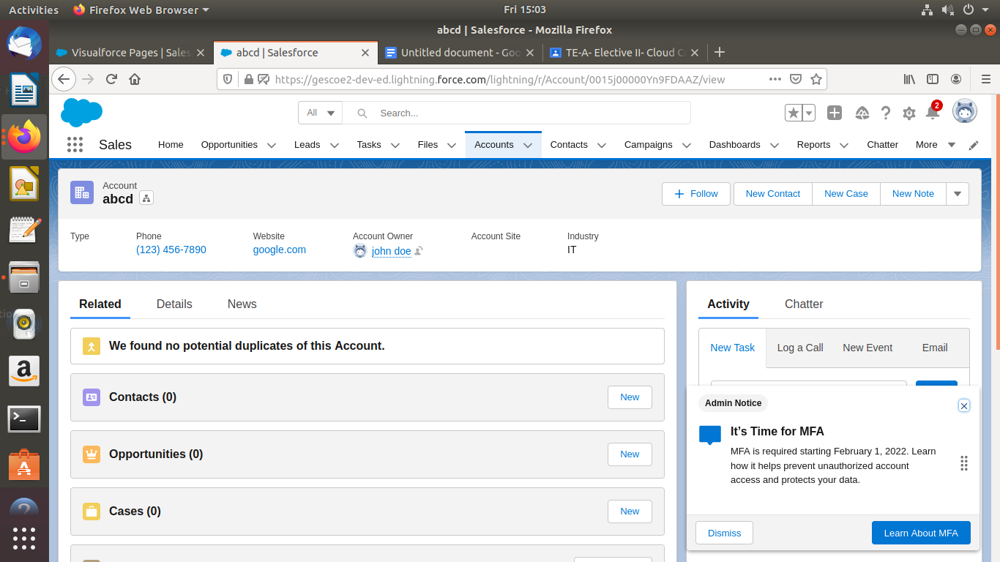 Activities
Firefox Web Browser
Fri 15:03
abcd | Salesforce - Mozilla Firefox
Visualforce Pages | Sales
abcd | Salesforce
Untitled document - Goo
TE-A- Elective II- Cloud C
https://gescoe2-dev-ed.lightning.force.com/lightning/r/Account/0015j00000Yn9FDAAZ/view
All
Search...
2
Sales
Home
Opportunities
Leads
Tasks
Files
Accounts
Contacts
Campaigns
Dashboards
Reports
Chatter
More
Account
abcd
Follow
New Contact
New Case
New Note
Type
Phone
Website
Account Owner
Account Site
Industry
(123) 456-7890
google.com
john doe
IT
Related
Details
News
We found no potential duplicates of this Account.
Contacts (0)
New
Opportunities (0)
New
Cases (0)
New
Activity
Chatter
New Task
Log a Call
New Event
Email
Admin Notice
It’s Time for MFA
MFA is required starting February 1, 2022. Learn
how it helps prevent unauthorized account
access and protects your data.
Dismiss
Learn About MFA